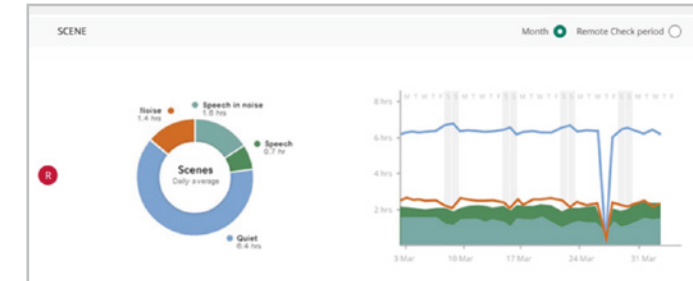 SCENE
Month Remote Check period
Noise
1.4 hrs
Speech in noise
1.6 hrs
Speech
0.7 hr
R
Scenes
Daily average
Quiet
6.4 hrs
M T W T F S S M T W T F S S M T W T F S S M T W T F S S M T W T F
8 hrs
6 hrs
4 hrs
2 hrs
3 Mar 10 Mar 17 Mar 24 Mar 31 Mar